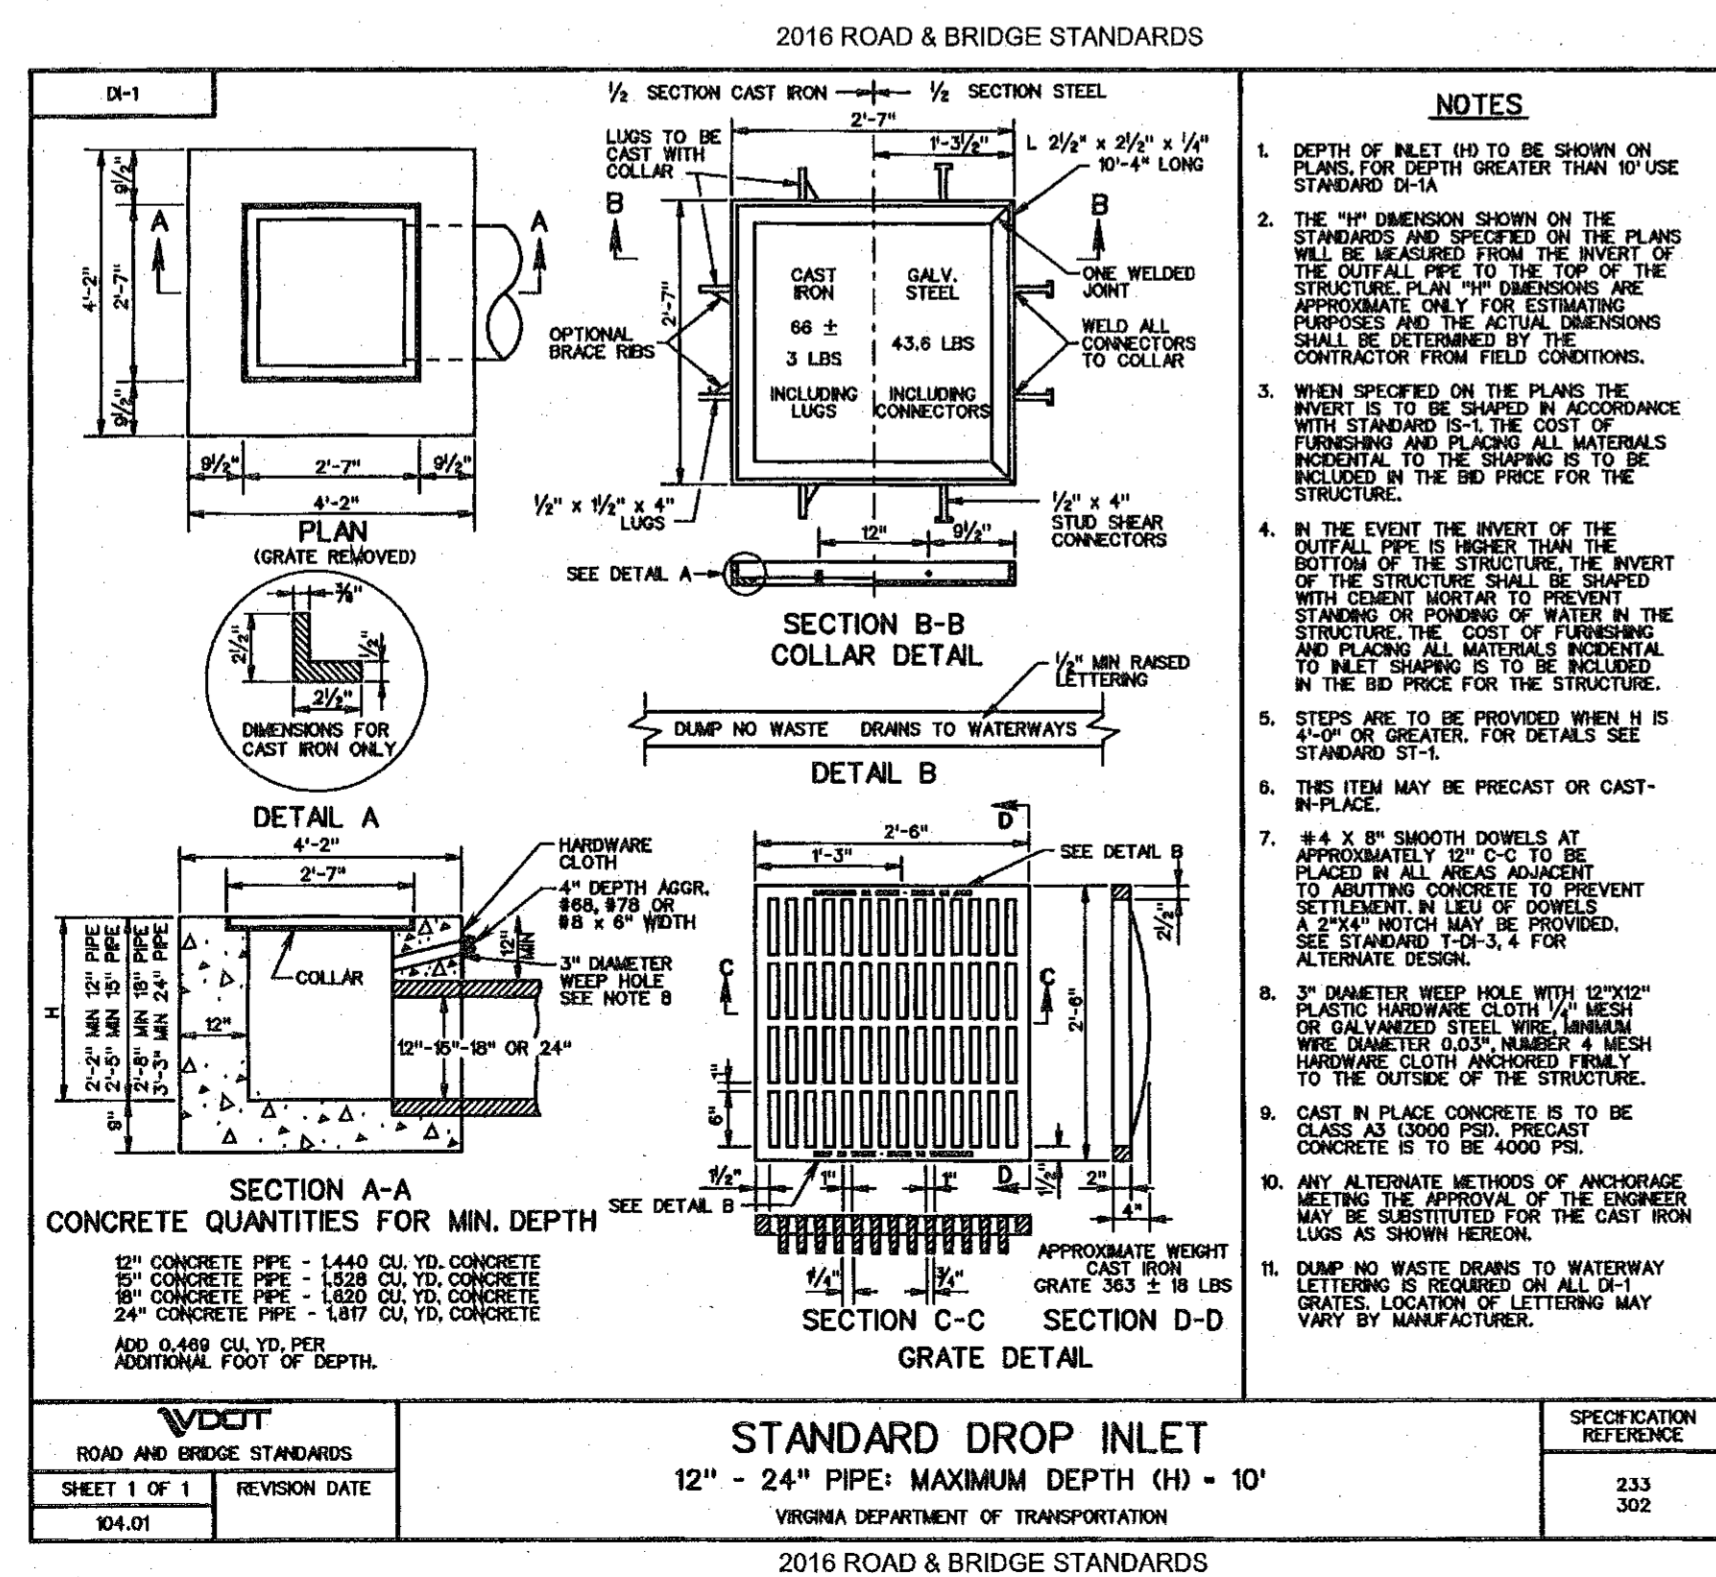 2016 ROAD & BRIDGE STANDARDS
DI-1
4'-2"
9½"
2'-7"
9½"
A
A
9½"
2'-7"
9½"
4'-2"
PLAN
(GRATE REMOVED)
⅜"
2½"
½"
2½"
DIMENSIONS FOR
CAST IRON ONLY
DETAIL A
½ SECTION CAST IRON
½ SECTION STEEL
2'-7"
1'-3½"
LUGS TO BE
CAST WITH
COLLAR
L 2½" x 2½" x ¼"
10'-4" LONG
B
B
2'-7"
CAST
IRON
66 ±
3 LBS
INCLUDING
LUGS
GALV.
STEEL
43.6 LBS
INCLUDING
CONNECTORS
ONE WELDED
JOINT
OPTIONAL
BRACE RIBS
WELD ALL
CONNECTORS
TO COLLAR
½" x 1½" x 4"
LUGS
½" x 4"
STUD SHEAR
CONNECTORS
12"
9½"
SEE DETAIL A
SECTION B-B
COLLAR DETAIL
½" MIN RAISED
LETTERING
DUMP NO WASTE DRAINS TO WATERWAYS
DETAIL B
4'-2"
2'-7"
HARDWARE
CLOTH
4" DEPTH AGGR.
#68, #78 OR
#8 x 6" WIDTH
12"
MIN
3" DIAMETER
WEEP HOLE
SEE NOTE 8
COLLAR
H
2'-2" MIN 12" PIPE
2'-5" MIN 15" PIPE
2'-8" MIN 18" PIPE
3'-3" MIN 24" PIPE
12"
12"-15"-18" OR 24"
9"
SECTION A-A
CONCRETE QUANTITIES FOR MIN. DEPTH
12" CONCRETE PIPE - 1.440 CU. YD. CONCRETE
15" CONCRETE PIPE - 1.528 CU. YD. CONCRETE
18" CONCRETE PIPE - 1.620 CU. YD. CONCRETE
24" CONCRETE PIPE - 1.817 CU. YD. CONCRETE
ADD 0.469 CU. YD. PER
ADDITIONAL FOOT OF DEPTH.
D
2'-6"
1'-3"
SEE DETAIL B
C
C
2'-6"
2½"
1"
6"
1½"
1"
1"
D
1½"
2"
4"
SEE DETAIL B
1¼"
¾"
SECTION C-C
APPROXIMATE WEIGHT
CAST IRON
GRATE 363 ± 18 LBS
SECTION D-D
GRATE DETAIL
NOTES
1. DEPTH OF INLET (H) TO BE SHOWN ON
PLANS. FOR DEPTH GREATER THAN 10' USE
STANDARD DI-1A
2. THE "H" DIMENSION SHOWN ON THE
STANDARDS AND SPECIFIED ON THE PLANS
WILL BE MEASURED FROM THE INVERT OF
THE OUTFALL PIPE TO THE TOP OF THE
STRUCTURE. PLAN "H" DIMENSIONS ARE
APPROXIMATE ONLY FOR ESTIMATING
PURPOSES AND THE ACTUAL DIMENSIONS
SHALL BE DETERMINED BY THE
CONTRACTOR FROM FIELD CONDITIONS.
3. WHEN SPECIFIED ON THE PLANS THE
INVERT IS TO BE SHAPED IN ACCORDANCE
WITH STANDARD IS-1. THE COST OF
FURNISHING AND PLACING ALL MATERIALS
INCIDENTAL TO THE SHAPING IS TO BE
INCLUDED IN THE BID PRICE FOR THE
STRUCTURE.
4. IN THE EVENT THE INVERT OF THE
OUTFALL PIPE IS HIGHER THAN THE
BOTTOM OF THE STRUCTURE, THE INVERT
OF THE STRUCTURE SHALL BE SHAPED
WITH CEMENT MORTAR TO PREVENT
STANDING OR PONDING OF WATER IN THE
STRUCTURE. THE COST OF FURNISHING
AND PLACING ALL MATERIALS INCIDENTAL
TO INLET SHAPING IS TO BE INCLUDED
IN THE BID PRICE FOR THE STRUCTURE.
5. STEPS ARE TO BE PROVIDED WHEN H IS
4'-0" OR GREATER. FOR DETAILS SEE
STANDARD ST-1.
6. THIS ITEM MAY BE PRECAST OR CAST-
IN-PLACE.
7. #4 X 8" SMOOTH DOWELS AT
APPROXIMATELY 12" C-C TO BE
PLACED IN ALL AREAS ADJACENT
TO ABUTTING CONCRETE TO PREVENT
SETTLEMENT. IN LIEU OF DOWELS
A 2"X4" NOTCH MAY BE PROVIDED.
SEE STANDARD T-DI-3, 4 FOR
ALTERNATE DESIGN.
8. 3" DIAMETER WEEP HOLE WITH 12"X12"
PLASTIC HARDWARE CLOTH ¼" MESH
OR GALVANIZED STEEL WIRE, MINIMUM
WIRE DIAMETER 0.03", NUMBER 4 MESH
HARDWARE CLOTH ANCHORED FIRMLY
TO THE OUTSIDE OF THE STRUCTURE.
9. CAST IN PLACE CONCRETE IS TO BE
CLASS A3 (3000 PSI). PRECAST
CONCRETE IS TO BE 4000 PSI.
10. ANY ALTERNATE METHODS OF ANCHORAGE
MEETING THE APPROVAL OF THE ENGINEER
MAY BE SUBSTITUTED FOR THE CAST IRON
LUGS AS SHOWN HEREON.
11. DUMP NO WASTE DRAINS TO WATERWAY
LETTERING IS REQUIRED ON ALL DI-1
GRATES. LOCATION OF LETTERING MAY
VARY BY MANUFACTURER.
VDOT
ROAD AND BRIDGE STANDARDS
SHEET 1 OF 1
REVISION DATE
104.01
STANDARD DROP INLET
12" - 24" PIPE: MAXIMUM DEPTH (H) - 10'
VIRGINIA DEPARTMENT OF TRANSPORTATION
SPECIFICATION
REFERENCE
233
302
2016 ROAD & BRIDGE STANDARDS